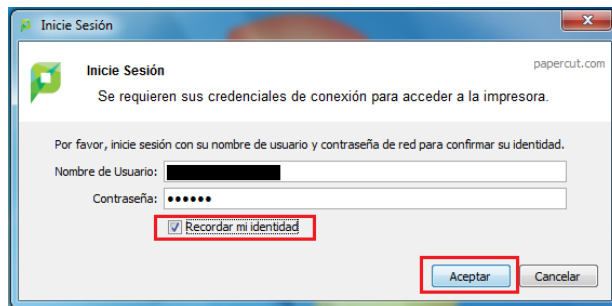 Inicie Sesión
Inicie Sesión
papercut.com
Se requieren sus credenciales de conexión para acceder a la impresora.
Por favor, inicie sesión con su nombre de usuario y contraseña de red para confirmar su identidad.
Nombre de Usuario:
Contraseña: ••••••
Recordar mi identidad
Aceptar Cancelar